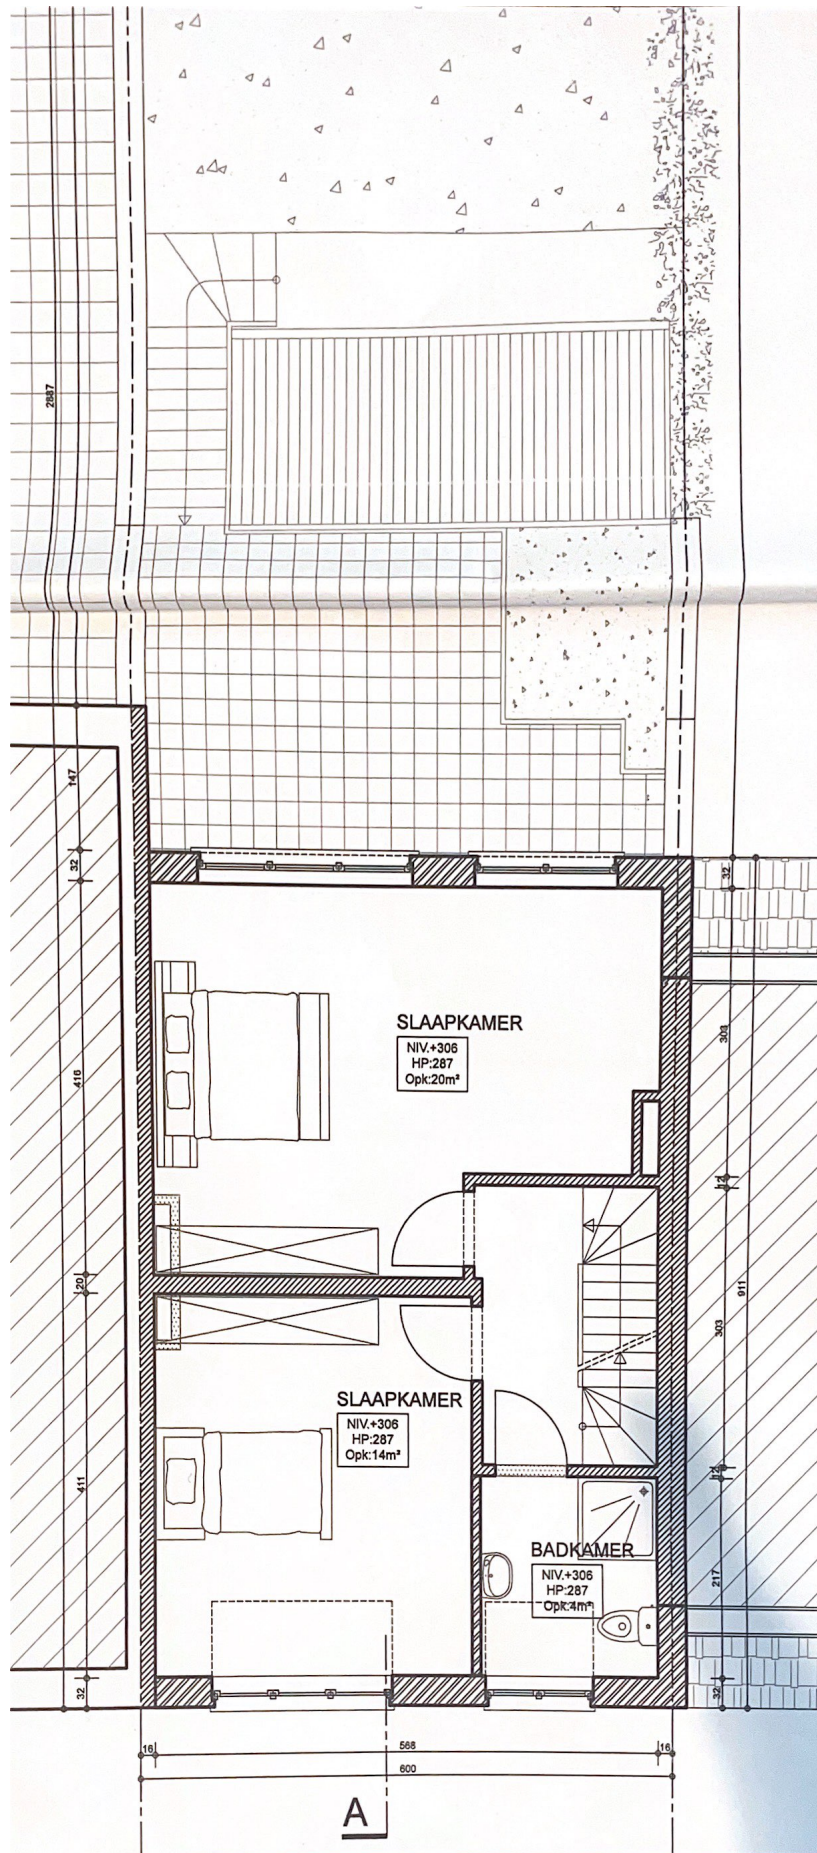 2887
147
32
32
SLAAPKAMER
NIV.+306
HP:287
Opk:20m²
416
303
12
20
911
303
SLAAPKAMER
NIV.+306
HP:287
Opk:14m²
411
12
BADKAMER
NIV.+306
HP:287
Opk:4m²
217
32
32
16
568
16
600
A